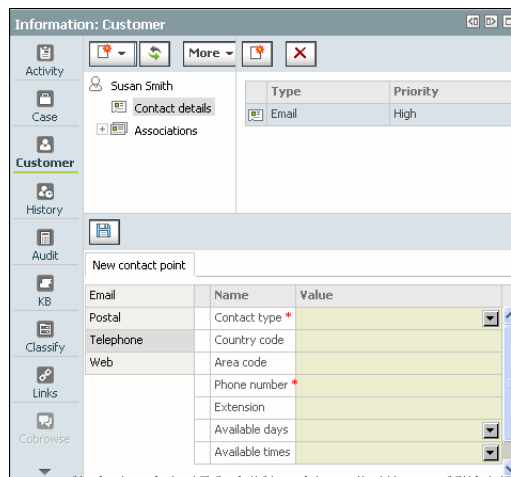 Information: Customer
More
Activity
Case
Customer
History
Audit
KB
Classify
Links
Cobrowse
Susan Smith
Contact details
Associations
Type Priority
Email High
New contact point
Email
Postal
Telephone
Web
Name Value
Contact type *
Country code
Area code
Phone number *
Extension
Available days
Available times